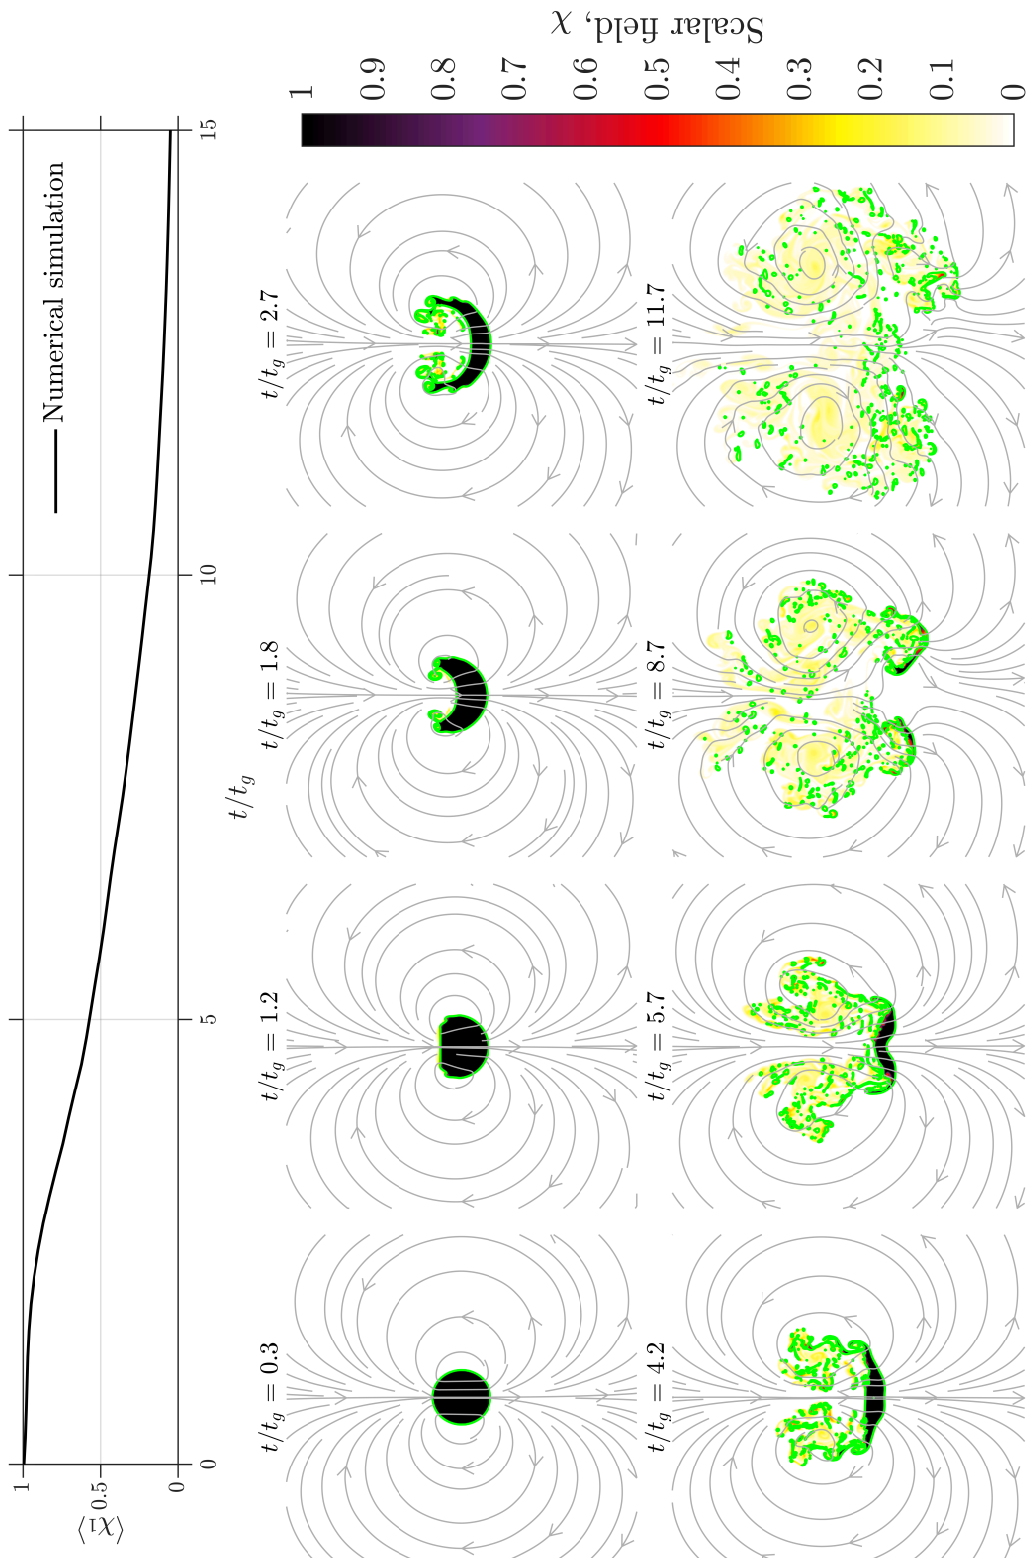 ⟨χ₁⟩
1
0.5
0
0
5
10
15
t/t_g
Numerical simulation
t/t_g = 0.3
t/t_g = 1.2
t/t_g = 1.8
t/t_g = 2.7
t/t_g = 4.2
t/t_g = 5.7
t/t_g = 8.7
t/t_g = 11.7
1
0.9
0.8
0.7
0.6
0.5
0.4
0.3
0.2
0.1
0
Scalar field, χ